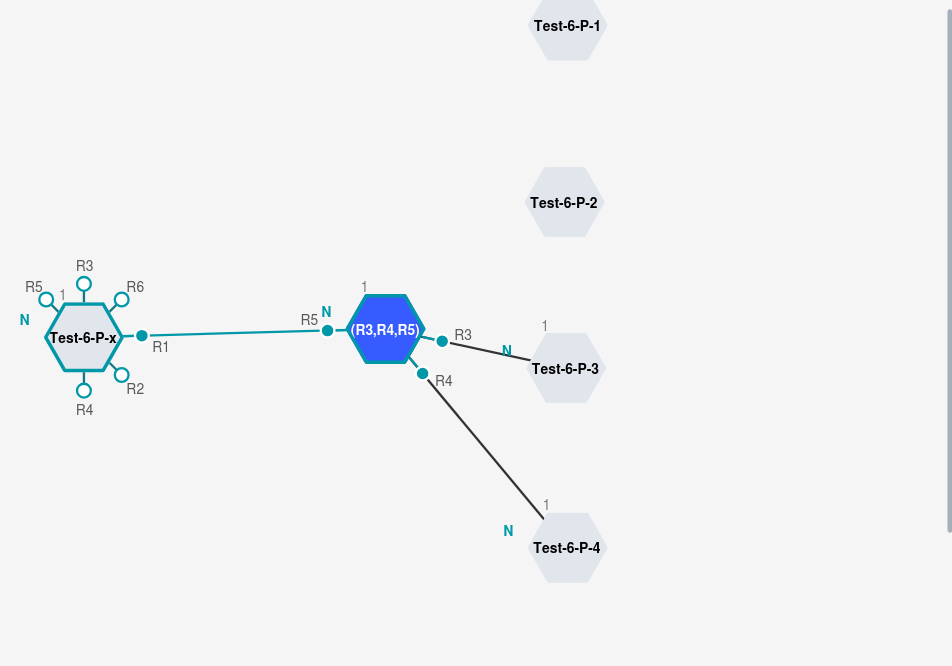 Test-6-P-1
Test-6-P-2
R3
R5
1
R6
N
Test-6-P-x
R1
R2
R4
1
N
R5
(R3,R4,R5)
R3
R4
1
N
Test-6-P-3
1
N
Test-6-P-4